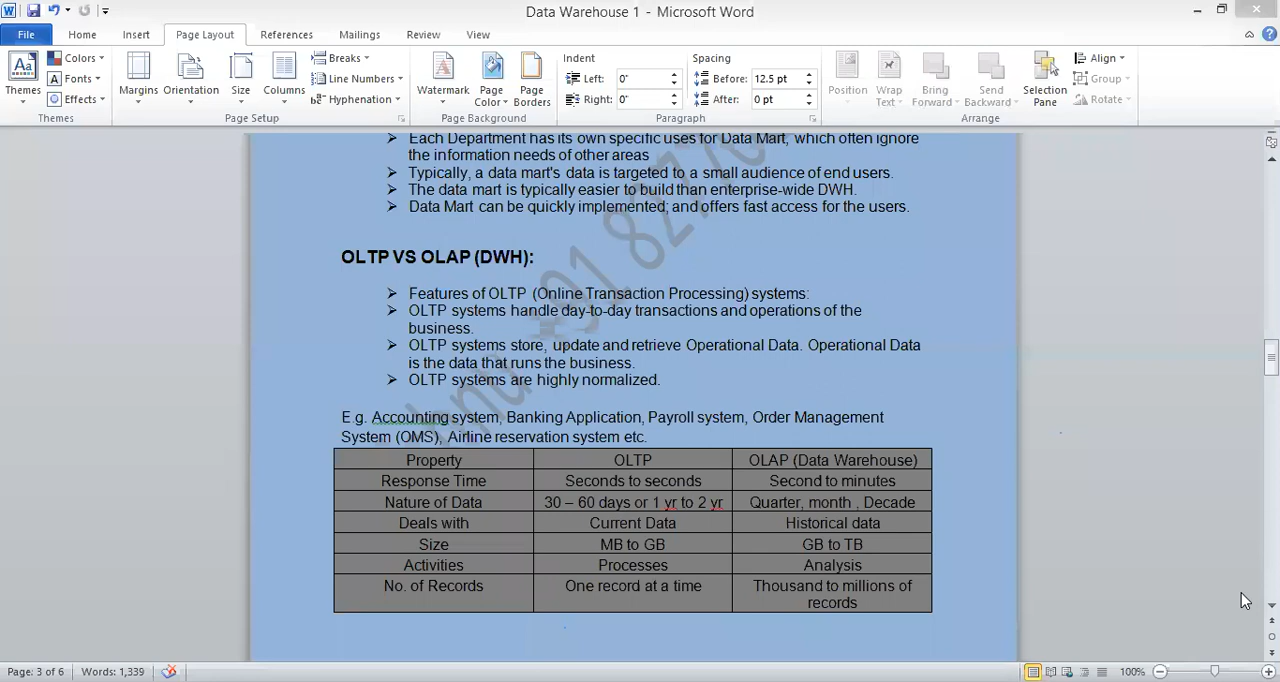 Data Warehouse 1 - Microsoft Word
File Home Insert Page Layout References Mailings Review View
Themes Colors Fonts Effects Themes
Margins Orientation Size Columns Breaks Line Numbers Hyphenation Page Setup
Watermark Page Color Page Borders Page Background
Indent Left: 0" Right: 0" Spacing Before: 12.5 pt After: 0 pt Paragraph
Position Wrap Text Bring Forward Send Backward Selection Pane Align Group Rotate Arrange
Each Department has its own specific uses for Data Mart, which often ignore
the information needs of other areas
Typically, a data mart's data is targeted to a small audience of end users.
The data mart is typically easier to build than enterprise-wide DWH.
Data Mart can be quickly implemented; and offers fast access for the users.
OLTP VS OLAP (DWH):
Features of OLTP (Online Transaction Processing) systems:
OLTP systems handle day-to-day transactions and operations of the
business.
OLTP systems store, update and retrieve Operational Data. Operational Data
is the data that runs the business.
OLTP systems are highly normalized.
E.g. Accounting system, Banking Application, Payroll system, Order Management
System (OMS), Airline reservation system etc.
Property OLTP OLAP (Data Warehouse)
Response Time Seconds to seconds Second to minutes
Nature of Data 30 – 60 days or 1 yr to 2 yr Quarter, month , Decade
Deals with Current Data Historical data
Size MB to GB GB to TB
Activities Processes Analysis
No. of Records One record at a time Thousand to millions of
records
Page: 3 of 6 Words: 1,339 100%